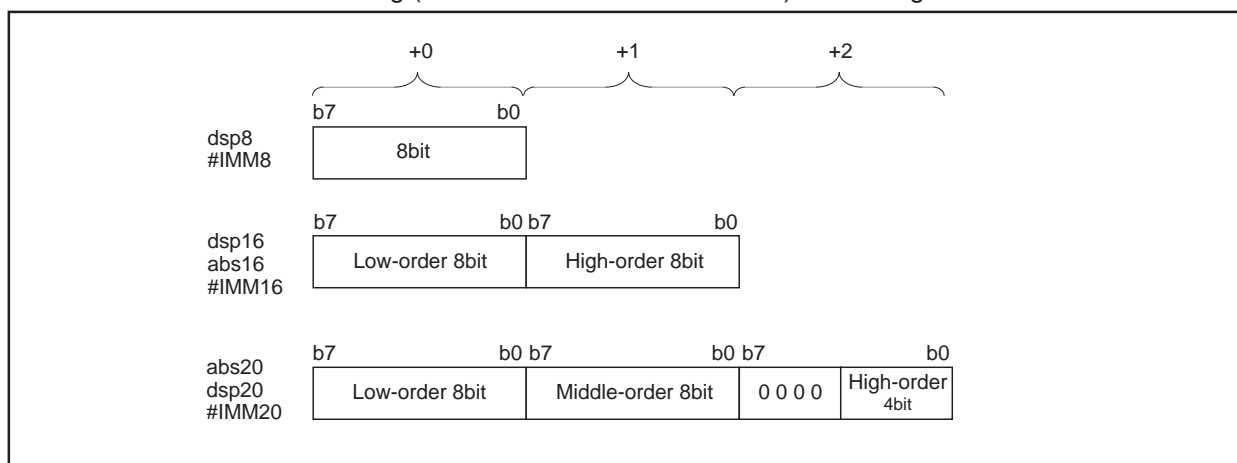 +0 +1 +2
b7 b0
dsp8
#IMM8
8bit
b7 b0 b7 b0
dsp16
abs16
#IMM16
Low-order 8bit High-order 8bit
b7 b0 b7 b0 b7 b0
abs20
dsp20
#IMM20
Low-order 8bit Middle-order 8bit 0 0 0 0 High-order
4bit